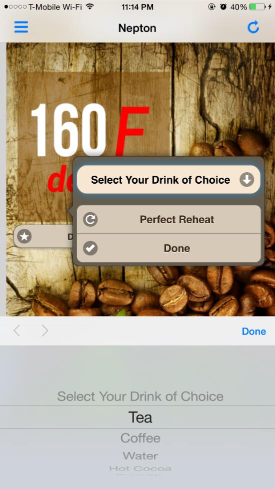 T-Mobile Wi-Fi 11:14 PM 40%
Nepton
160 F
de
Select Your Drink of Choice
Perfect Reheat
D
Done
Done
Select Your Drink of Choice
Tea
Coffee
Water
Hot Cocoa